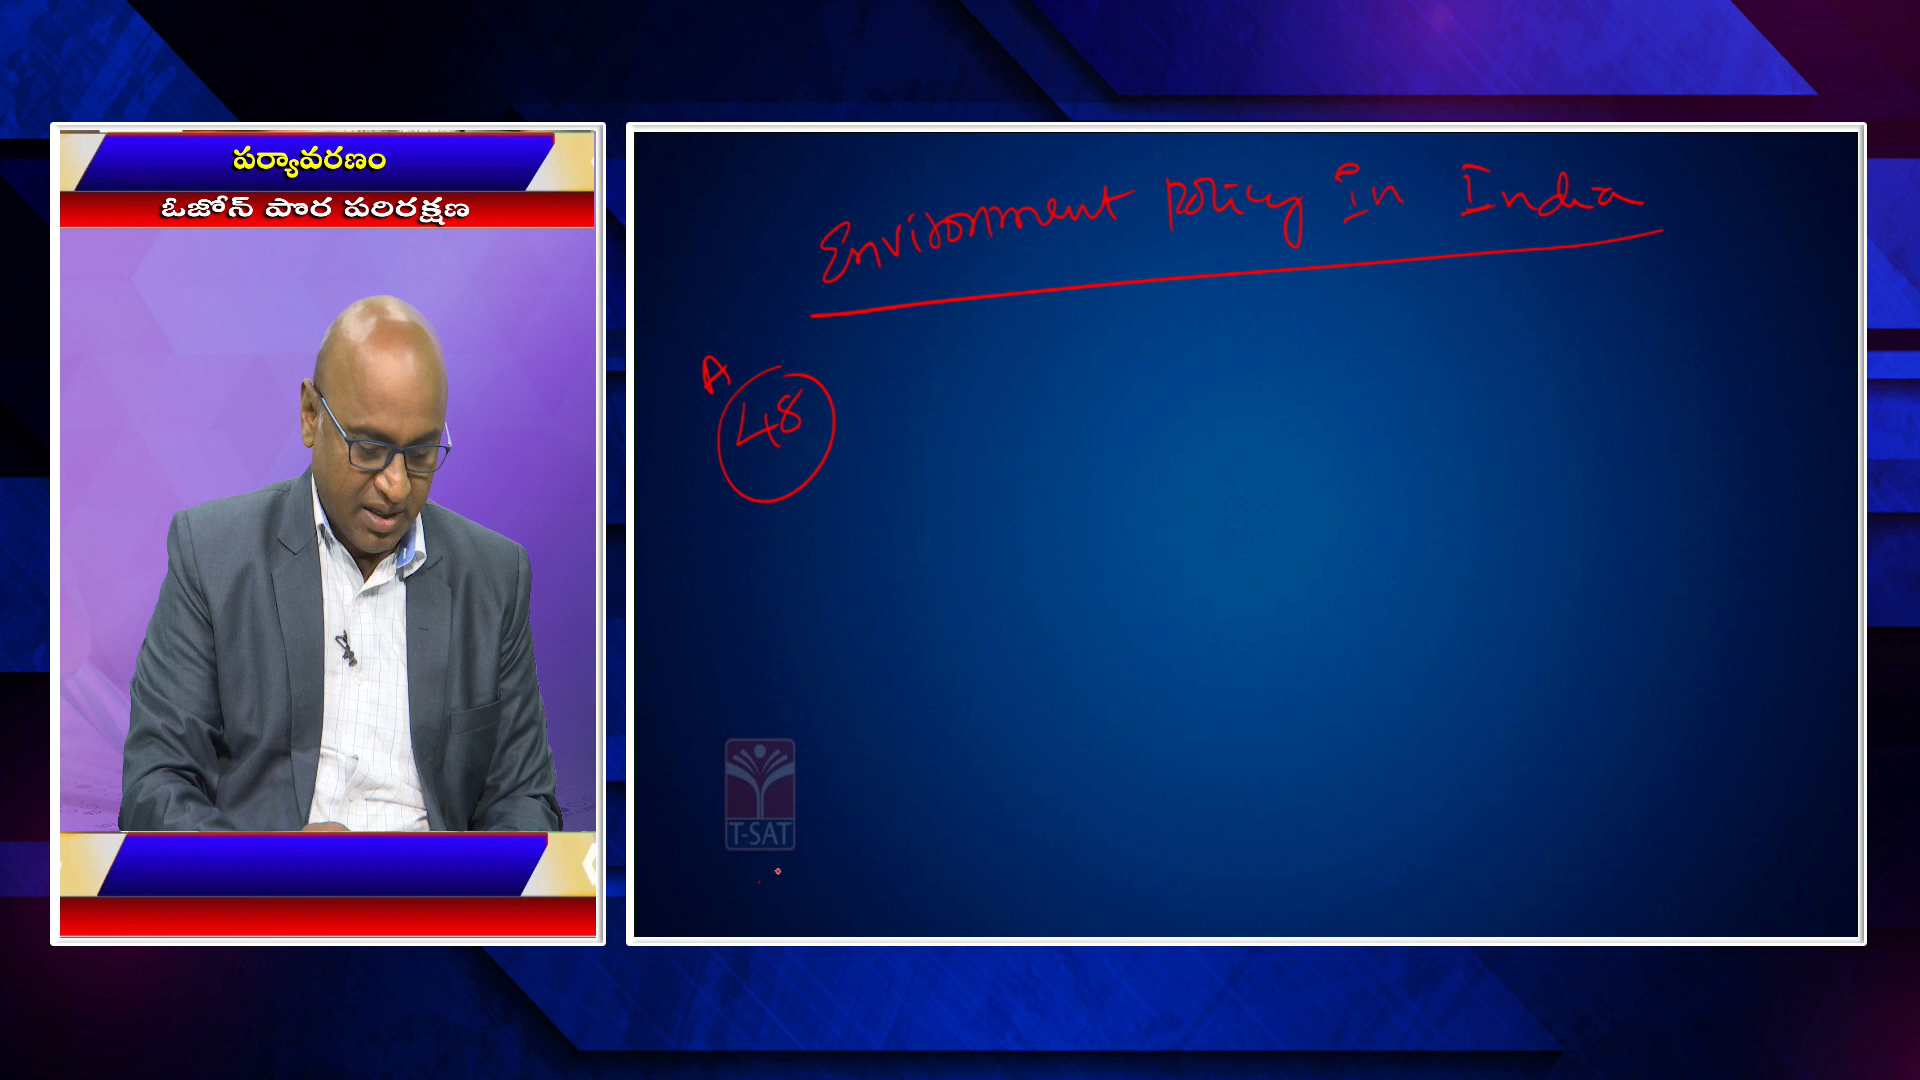 పర్యావరణం
ఓజోన్ పొర పరిరక్షణ
Environment Policy in India
A
48
T-SAT